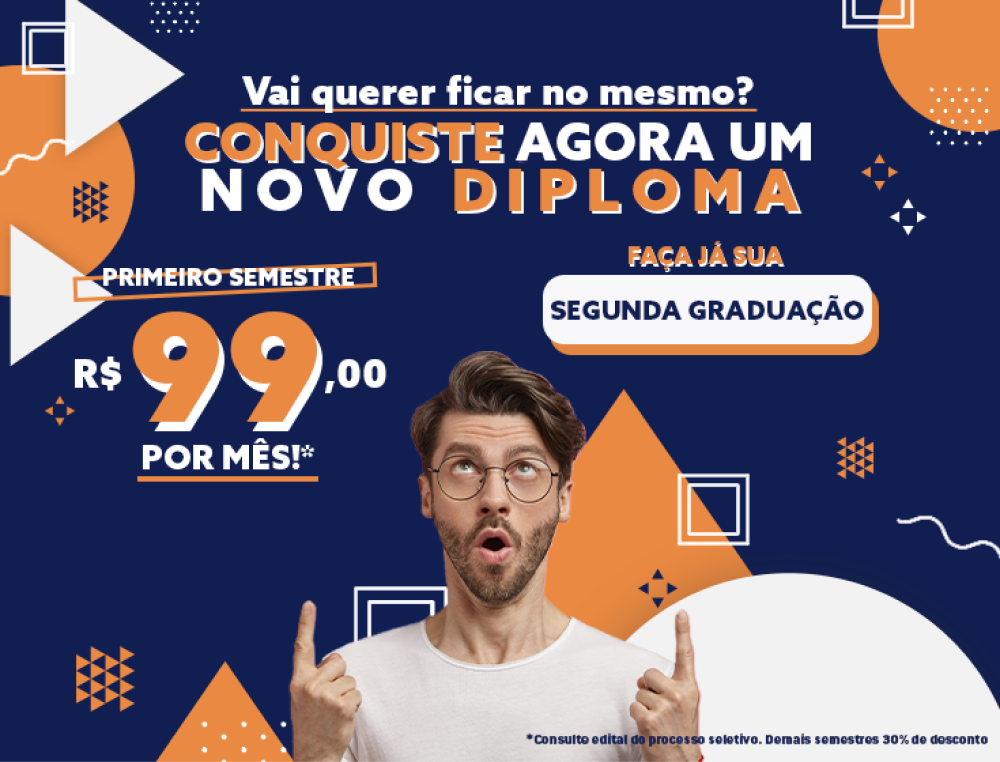 Vai querer ficar no mesmo?
CONQUISTE AGORA UM
NOVO DIPLOMA
PRIMEIRO SEMESTRE
R$ 99,00
POR MÊS!*
FAÇA JÁ SUA
SEGUNDA GRADUAÇÃO
*Consulte edital do processo seletivo. Demais semestres 30% de desconto